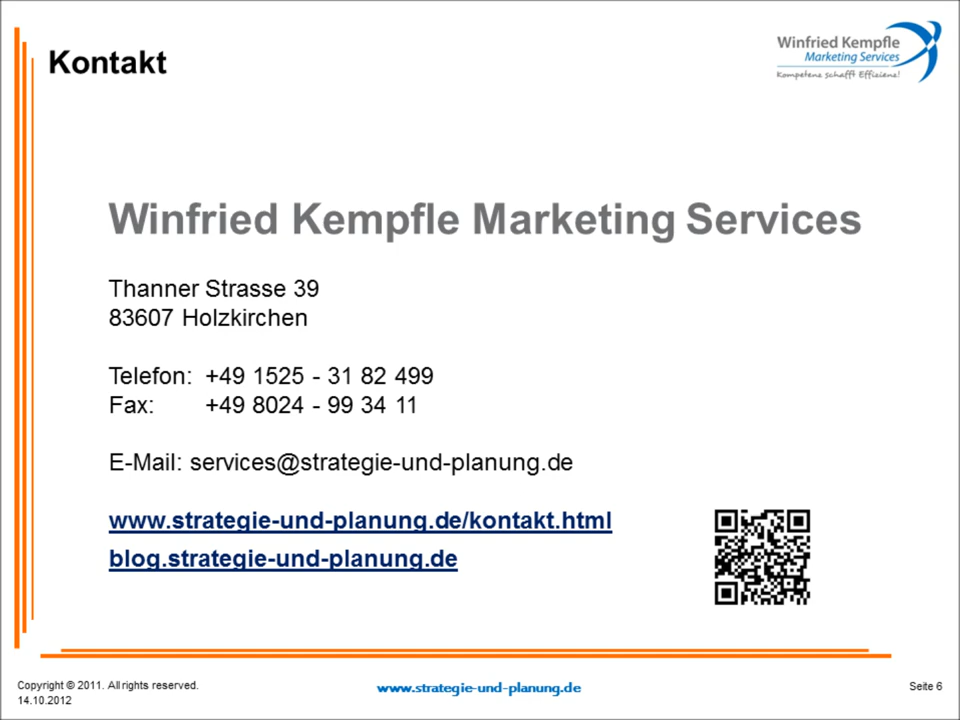 Kontakt
Winfried Kempfle
Marketing Services
Kompetenz schafft Effizienz!
Winfried Kempfle Marketing Services
Thanner Strasse 39
83607 Holzkirchen
Telefon: +49 1525 - 31 82 499
Fax: +49 8024 - 99 34 11
E-Mail: services@strategie-und-planung.de
www.strategie-und-planung.de/kontakt.html
blog.strategie-und-planung.de
Copyright © 2011. All rights reserved.
14.10.2012
www.strategie-und-planung.de
Seite 6